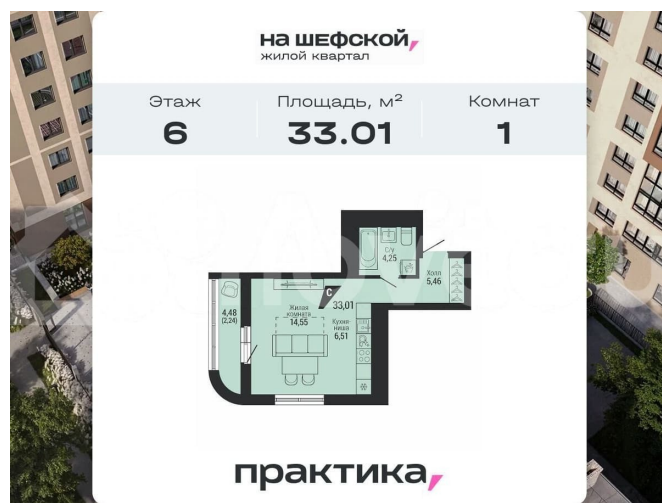 НА ШЕФСКОЙ,
ЖИЛОЙ КВАРТАЛ
Этаж
6
Площадь, м²
33.01
Комнат
1
С/у
4,25
Холл
5,46
С
33,01
4,48
(2,24)
Жилая
комната
14,55
Кухня-
ниша
6,51
практика,